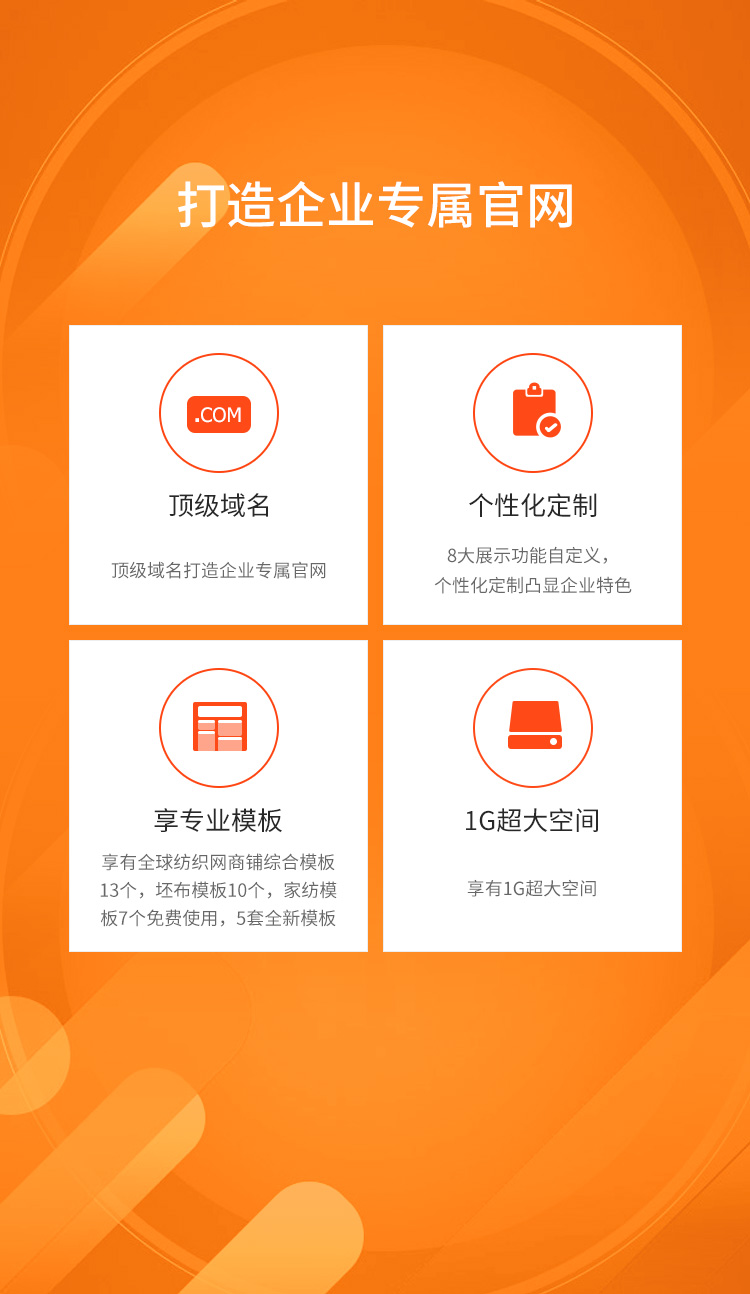 打造企业专属官网
.COM
顶级域名
顶级域名打造企业专属官网
个性化定制
8大展示功能自定义，
个性化定制凸显企业特色
享专业模板
享有全球纺织网商铺综合模板
13个，坯布模板10个，家纺模
板7个免费使用，5套全新模板
1G超大空间
享有1G超大空间